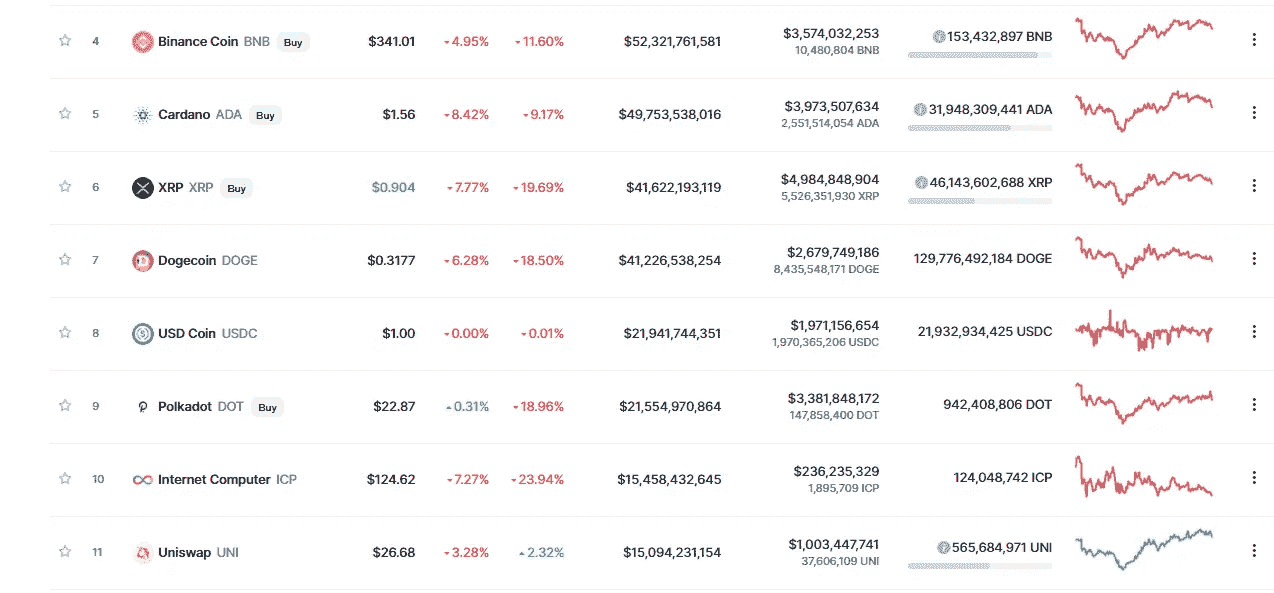 4 Binance Coin BNB Buy $341.01 4.95% 11.60% $52,321,761,581 $3,574,032,253 153,432,897 BNB
10,480,804 BNB
5 Cardano ADA Buy $1.56 8.42% 9.17% $49,753,538,016 $3,973,507,634 31,948,309,441 ADA
2,551,514,054 ADA
6 XRP XRP Buy $0.904 7.77% 19.69% $41,622,193,119 $4,984,848,904 46,143,602,688 XRP
5,526,351,930 XRP
7 Dogecoin DOGE $0.3177 6.28% 18.50% $41,226,538,254 $2,679,749,186 129,776,492,184 DOGE
8,435,548,171 DOGE
8 USD Coin USDC $1.00 0.00% 0.01% $21,941,744,351 $1,971,156,654 21,932,934,425 USDC
1,970,365,206 USDC
9 Polkadot DOT Buy $22.87 0.31% 18.96% $21,554,970,864 $3,381,848,172 942,408,806 DOT
147,858,400 DOT
10 Internet Computer ICP $124.62 7.27% 23.94% $15,458,432,645 $236,235,329 124,048,742 ICP
1,895,709 ICP
11 Uniswap UNI $26.68 3.28% 2.32% $15,094,231,154 $1,003,447,741 565,684,971 UNI
37,606,109 UNI